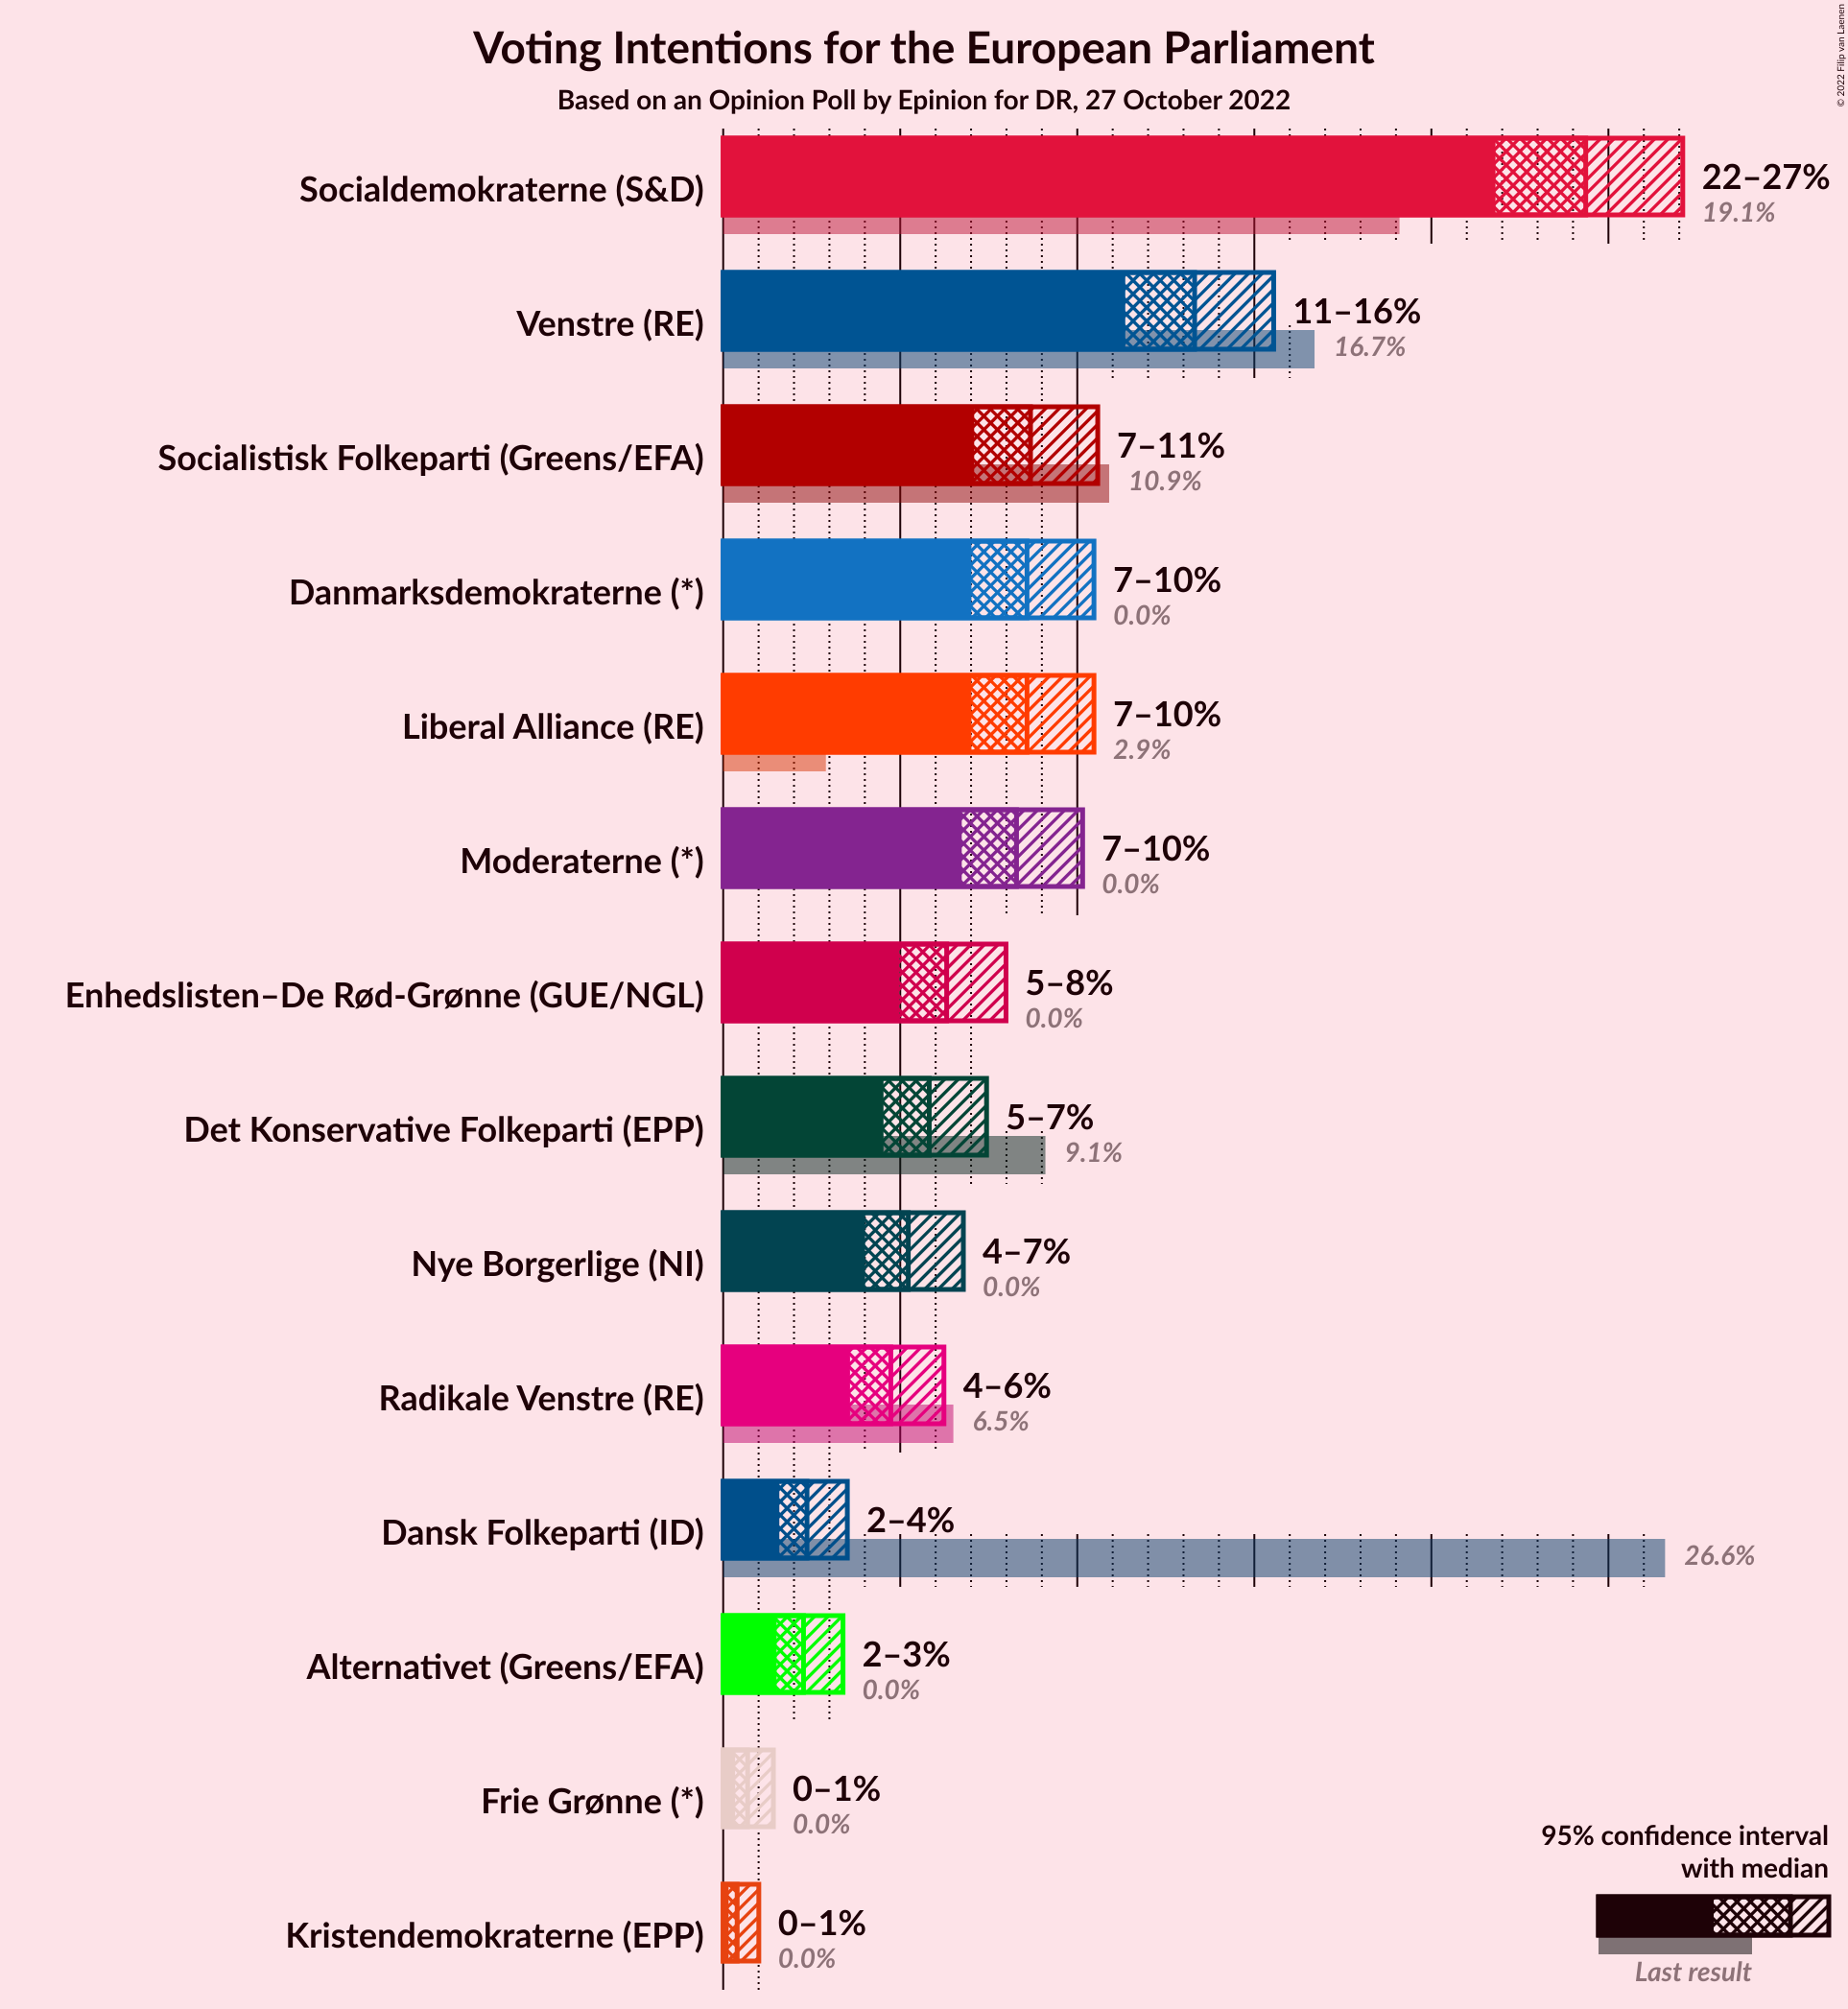 Voting Intentions for the European Parliament
Based on an Opinion Poll by Epinion for DR, 27 October 2022
© 2022 Filip van Laenen
Socialdemokraterne (S&D)
22–27%
19.1%
Venstre (RE)
11–16%
16.7%
Socialistisk Folkeparti (Greens/EFA)
7–11%
10.9%
Danmarksdemokraterne (*)
7–10%
0.0%
Liberal Alliance (RE)
7–10%
2.9%
Moderaterne (*)
7–10%
0.0%
Enhedslisten–De Rød-Grønne (GUE/NGL)
5–8%
0.0%
Det Konservative Folkeparti (EPP)
5–7%
9.1%
Nye Borgerlige (NI)
4–7%
0.0%
Radikale Venstre (RE)
4–6%
6.5%
Dansk Folkeparti (ID)
2–4%
26.6%
Alternativet (Greens/EFA)
2–3%
0.0%
Frie Grønne (*)
0–1%
0.0%
Kristendemokraterne (EPP)
0–1%
0.0%
95% confidence interval
with median
Last result